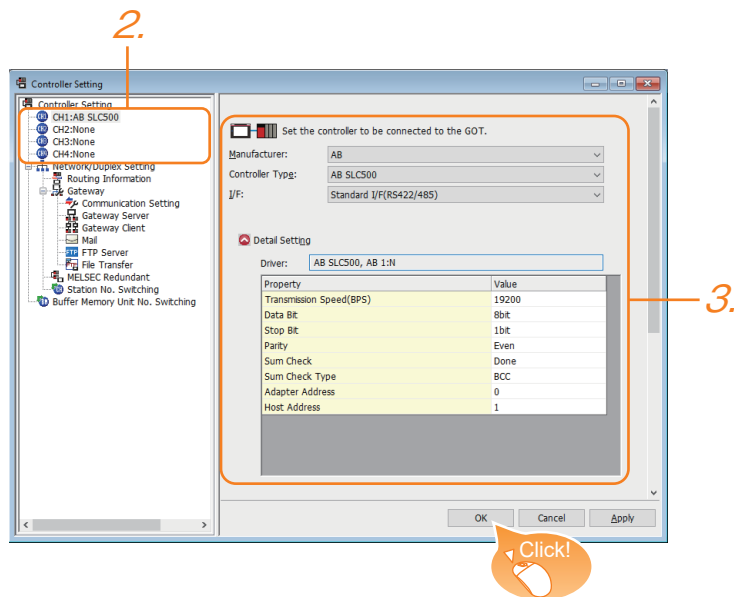 2.
Controller Setting
Controller Setting
CH1:AB SLC500
CH2:None
CH3:None
CH4:None
Network/Duplex Setting
Routing Information
Gateway
Communication Setting
Gateway Server
Gateway Client
Mail
FTP Server
File Transfer
MELSEC Redundant
Station No. Switching
Buffer Memory Unit No. Switching
Set the controller to be connected to the GOT.
Manufacturer: AB
Controller Type: AB SLC500
I/F: Standard I/F(RS422/485)
Detail Setting
Driver: AB SLC500, AB 1:N
Property Value
Transmission Speed(BPS) 19200
Data Bit 8bit
Stop Bit 1bit
Parity Even
Sum Check Done
Sum Check Type BCC
Adapter Address 0
Host Address 1
3.
OK Cancel Apply
Click!